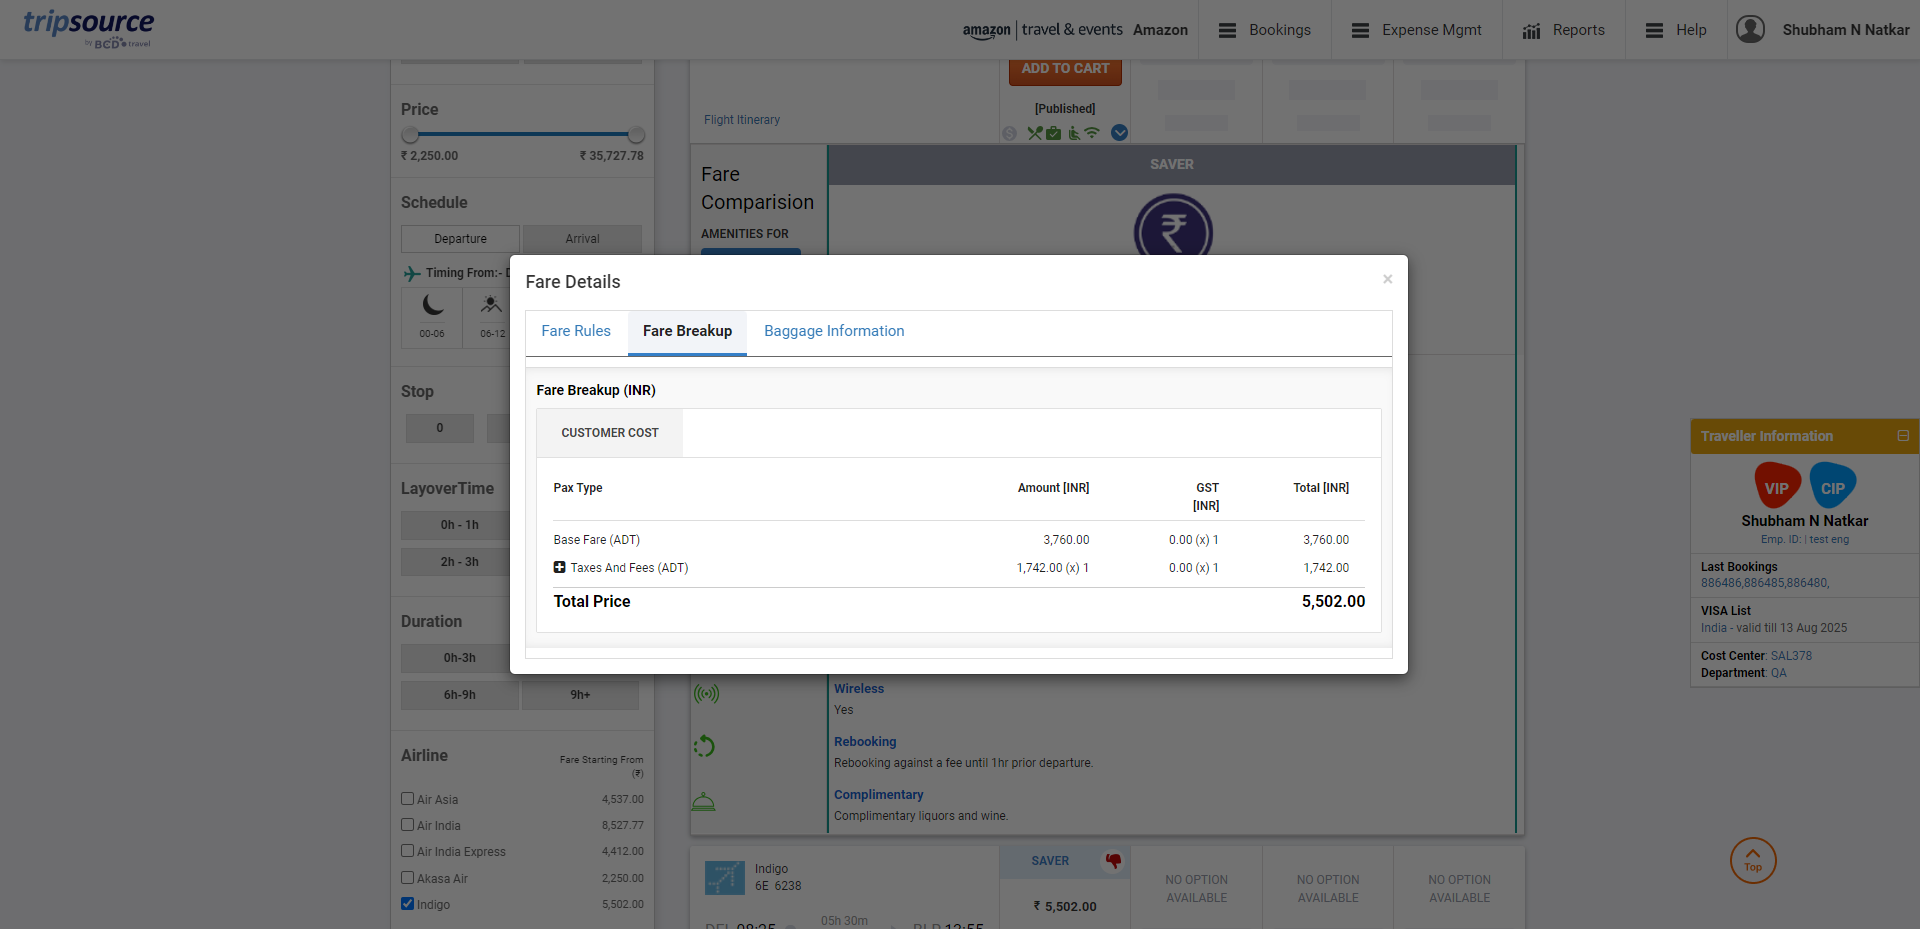 tripsource
by BCD travel
amazon | travel & events Amazon
Bookings
Expense Mgmt
Reports
Help
Shubham N Natkar
Price
₹ 2,250.00 ₹ 35,727.78
Schedule
Departure Arrival
Timing From:- D
00-06 06-12
Stop
0
LayoverTime
0h - 1h
2h - 3h
Duration
0h-3h
6h-9h 9h+
Airline
Fare Starting From
(₹)
Air Asia 4,537.00
Air India 8,527.77
Air India Express 4,412.00
Akasa Air 2,250.00
Indigo 5,502.00
ADD TO CART
[Published]
Flight Itinerary
Fare
Comparision
AMENITIES FOR
SAVER
₹
Fare Details
×
Fare Rules Fare Breakup Baggage Information
Fare Breakup (INR)
CUSTOMER COST
Pax Type Amount [INR] GST Total [INR]
[INR]
Base Fare (ADT) 3,760.00 0.00 (x) 1 3,760.00
Taxes And Fees (ADT) 1,742.00 (x) 1 0.00 (x) 1 1,742.00
Total Price 5,502.00
Wireless
Yes
Rebooking
Rebooking against a fee until 1hr prior departure.
Complimentary
Complimentary liquors and wine.
Indigo
6E 6238
SAVER
₹ 5,502.00
NO OPTION
AVAILABLE
NO OPTION
AVAILABLE
NO OPTION
AVAILABLE
DEL 08:25 05h 30m BLR 13:55
Traveller Information
VIP CIP
Shubham N Natkar
Emp. ID: | test eng
Last Bookings
886486,886485,886480,
VISA List
India - valid till 13 Aug 2025
Cost Center: SAL378
Department: QA
Top